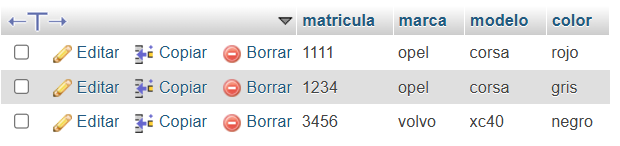 matricula marca modelo color
Editar Copiar Borrar 1111 opel corsa rojo
Editar Copiar Borrar 1234 opel corsa gris
Editar Copiar Borrar 3456 volvo xc40 negro